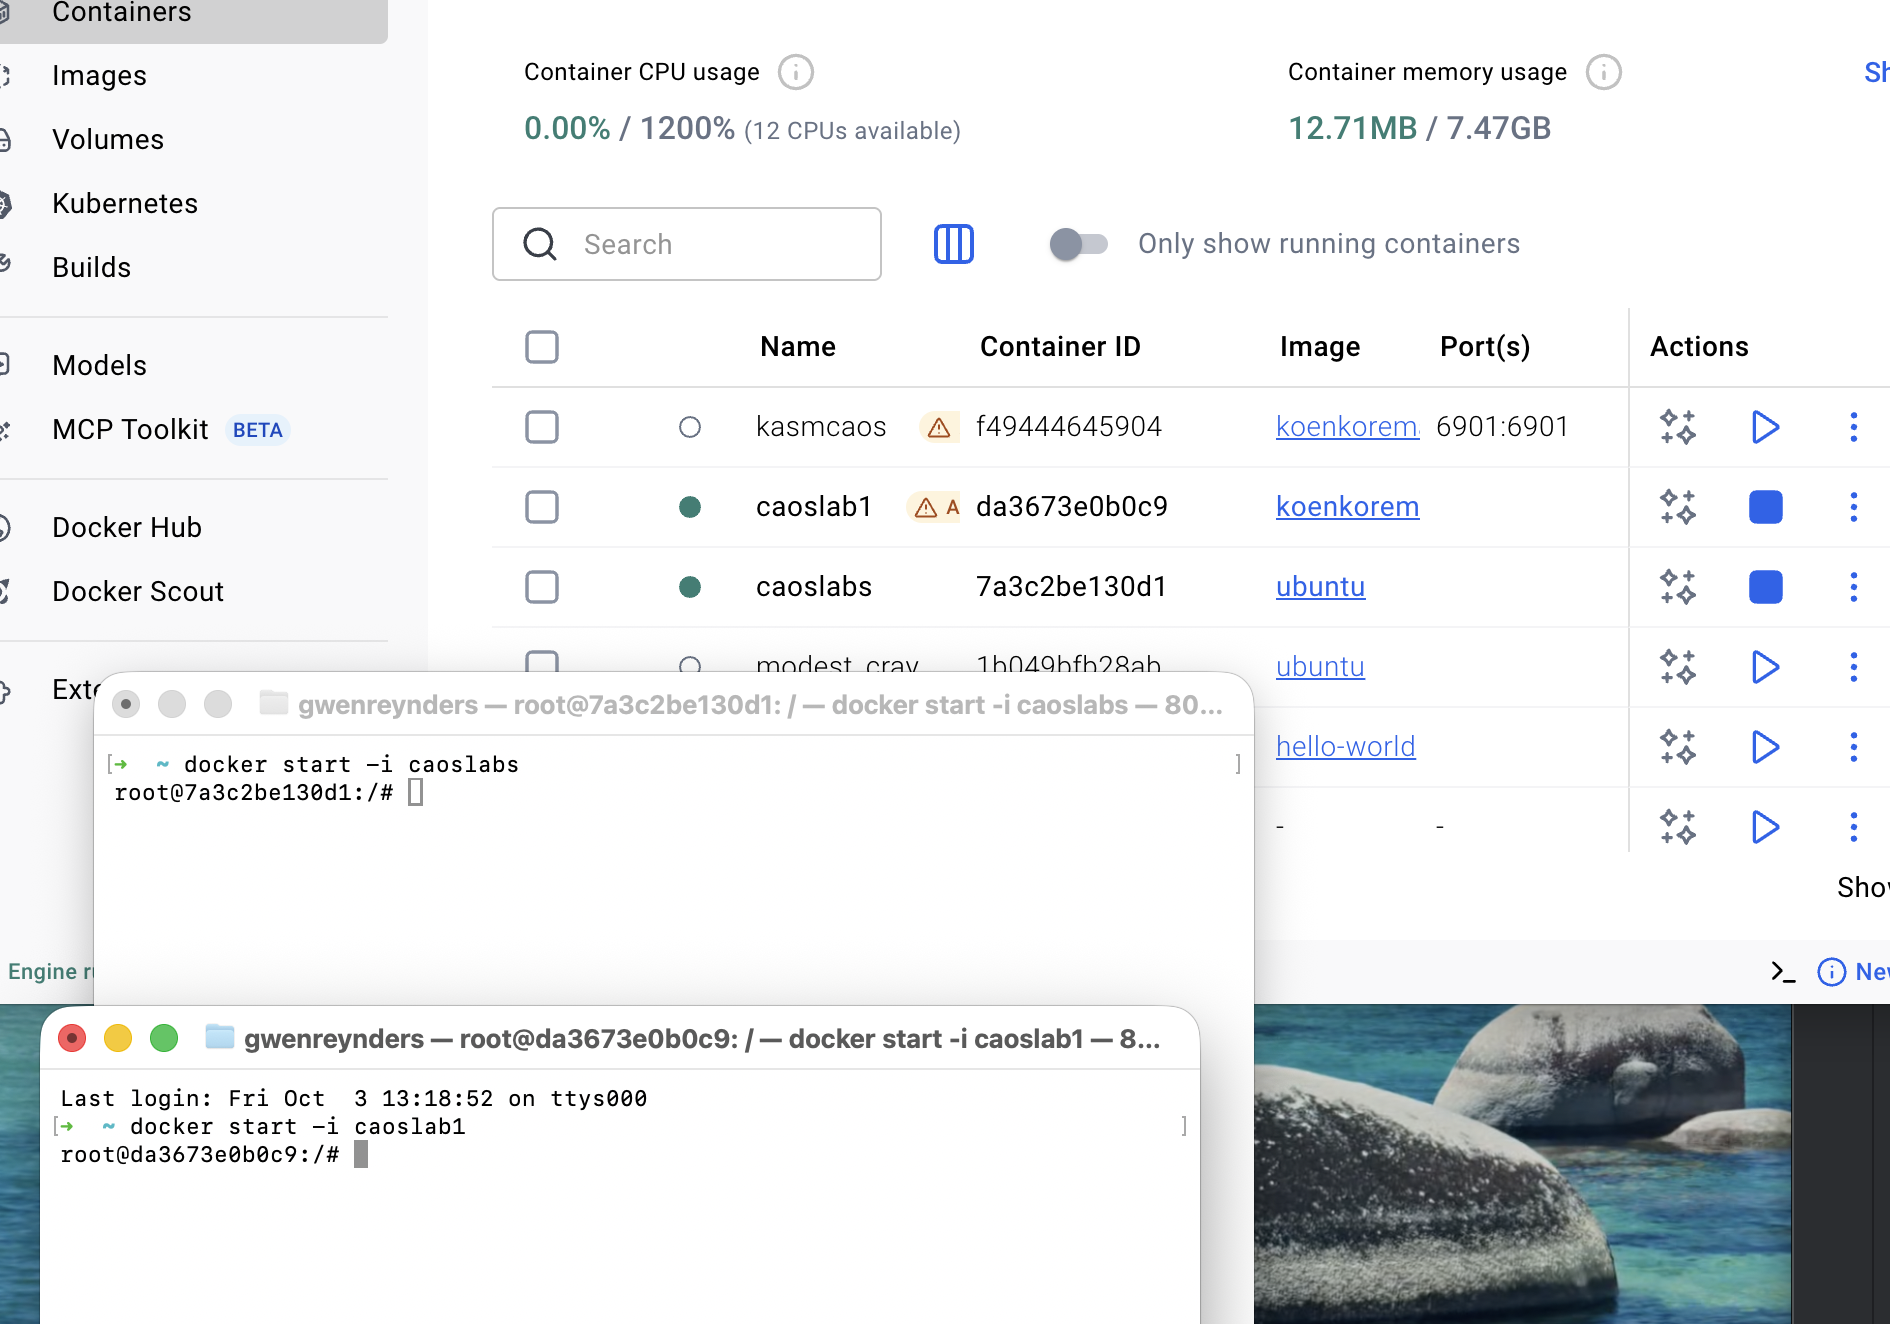 Containers
Images
Volumes
Kubernetes
Builds
Models
MCP Toolkit BETA
Docker Hub
Docker Scout
Container CPU usage
0.00% / 1200% (12 CPUs available)
Container memory usage
12.71MB / 7.47GB
Search
Only show running containers
Name Container ID Image Port(s) Actions
kasmcaos f49444645904 koenkorem 6901:6901
caoslab1 A da3673e0b0c9 koenkorem
caoslabs 7a3c2be130d1 ubuntu
modest_cray 1b049bfb28ab ubuntu
hello-world
- -
Engine
gwenreynders — root@7a3c2be130d1: / — docker start -i caoslabs — 80...
[➜ ~ docker start -i caoslabs ]
root@7a3c2be130d1:/#
gwenreynders — root@da3673e0b0c9: / — docker start -i caoslab1 — 8...
Last login: Fri Oct  3 13:18:52 on ttys000
[➜ ~ docker start -i caoslab1 ]
root@da3673e0b0c9:/#